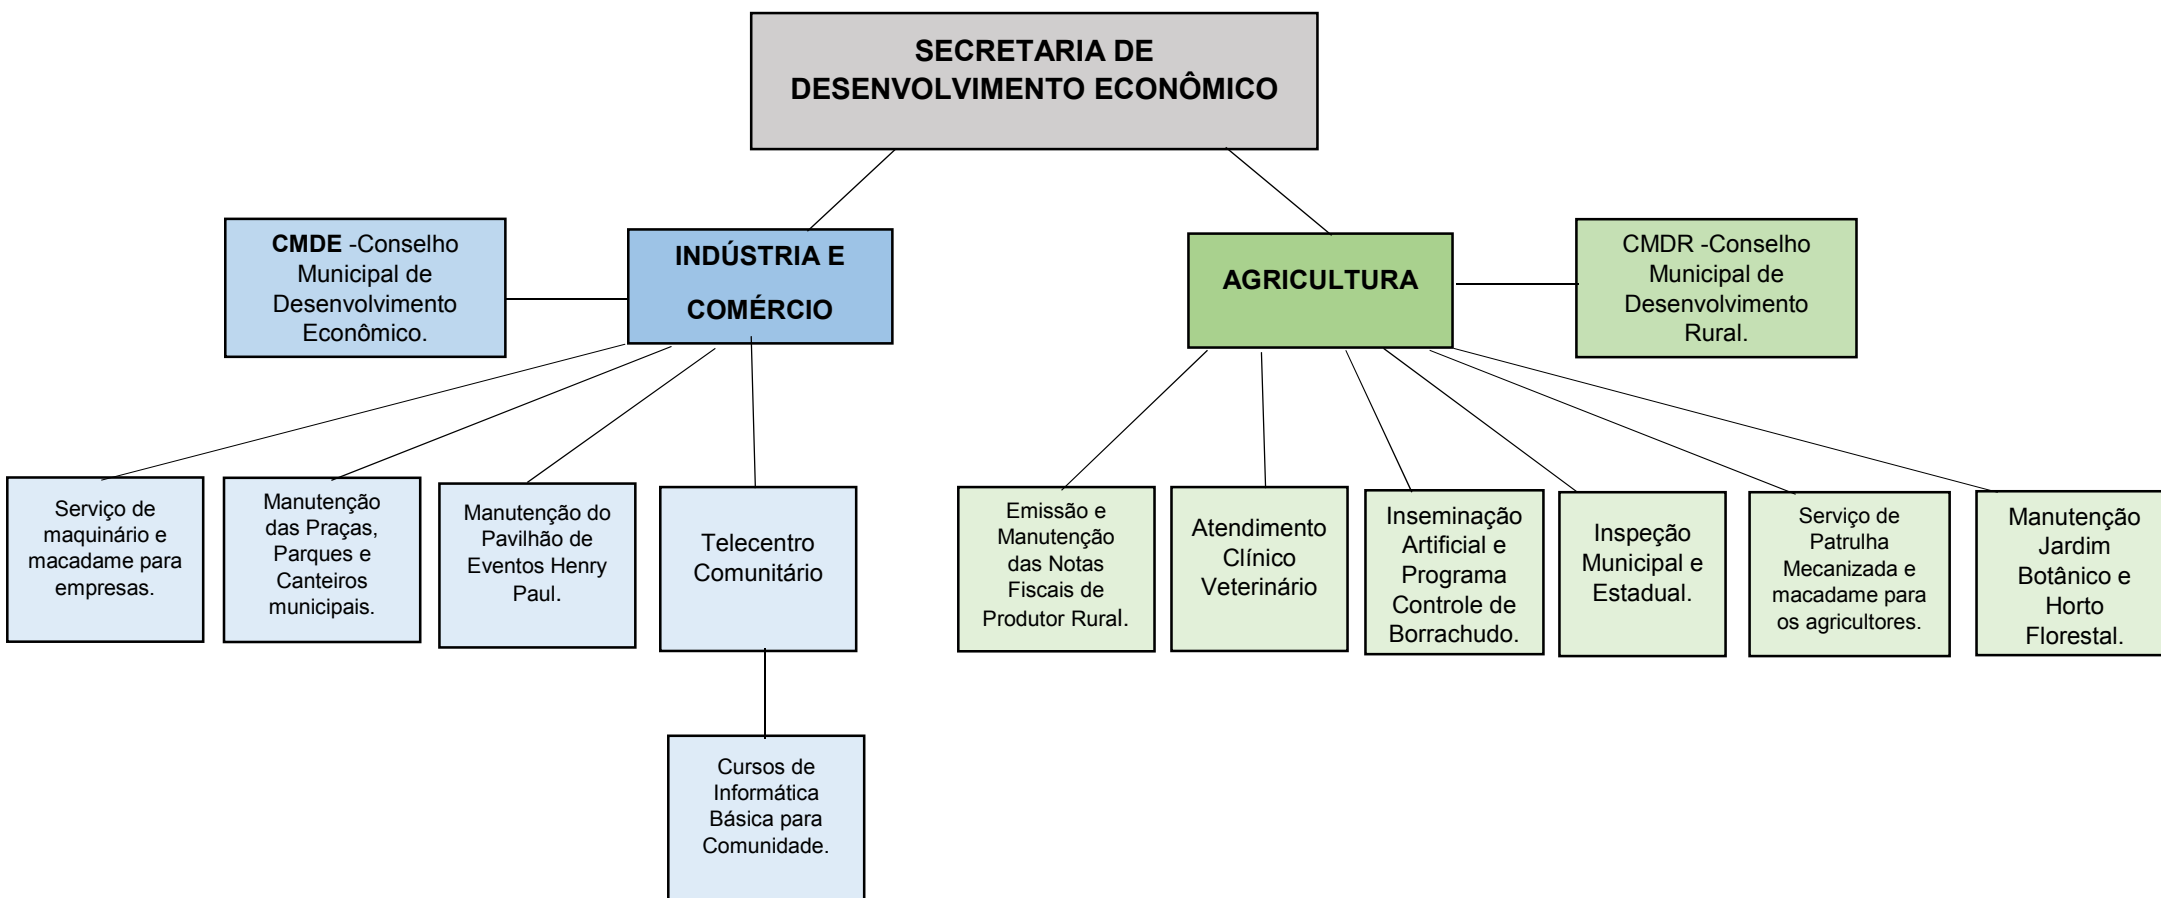 SECRETARIA DE
DESENVOLVIMENTO ECONÔMICO
CMDE -Conselho
Municipal de
Desenvolvimento
Econômico.
INDÚSTRIA E
COMÉRCIO
AGRICULTURA
CMDR -Conselho
Municipal de
Desenvolvimento
Rural.
Serviço de
maquinário e
macadame para
empresas.
Manutenção
das Praças,
Parques e
Canteiros
municipais.
Manutenção do
Pavilhão de
Eventos Henry
Paul.
Telecentro
Comunitário
Emissão e
Manutenção
das Notas
Fiscais de
Produtor Rural.
Atendimento
Clínico
Veterinário
Inseminação
Artificial e
Programa
Controle de
Borrachudo.
Inspeção
Municipal e
Estadual.
Serviço de
Patrulha
Mecanizada e
macadame para
os agricultores.
Manutenção
Jardim
Botânico e
Horto
Florestal.
Cursos de
Informática
Básica para
Comunidade.